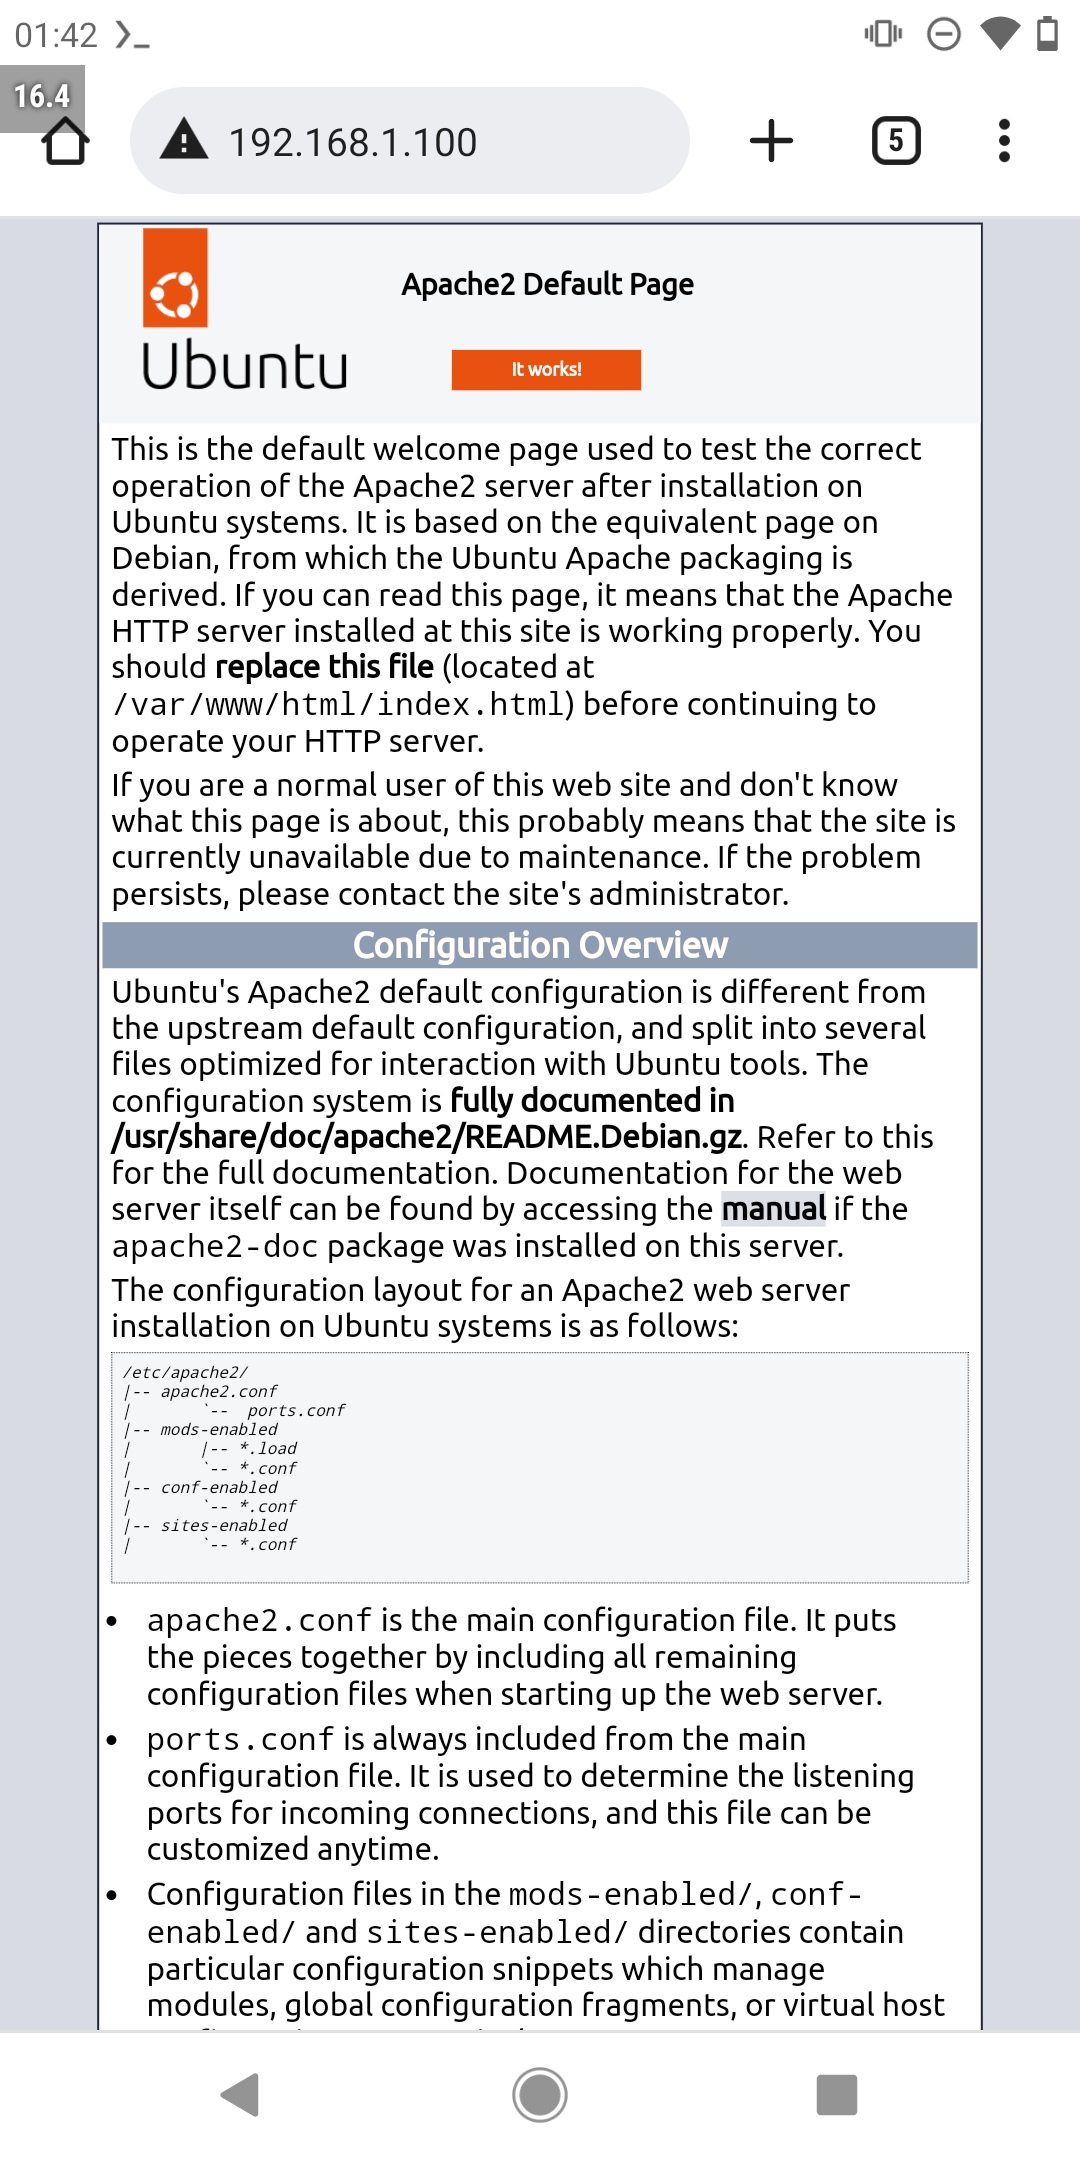 01:42
16.4
192.168.1.100
5
Apache2 Default Page
Ubuntu
It works!
This is the default welcome page used to test the correct
operation of the Apache2 server after installation on
Ubuntu systems. It is based on the equivalent page on
Debian, from which the Ubuntu Apache packaging is
derived. If you can read this page, it means that the Apache
HTTP server installed at this site is working properly. You
should replace this file (located at
/var/www/html/index.html) before continuing to
operate your HTTP server.
If you are a normal user of this web site and don't know
what this page is about, this probably means that the site is
currently unavailable due to maintenance. If the problem
persists, please contact the site's administrator.
Configuration Overview
Ubuntu's Apache2 default configuration is different from
the upstream default configuration, and split into several
files optimized for interaction with Ubuntu tools. The
configuration system is fully documented in
/usr/share/doc/apache2/README.Debian.gz. Refer to this
for the full documentation. Documentation for the web
server itself can be found by accessing the manual if the
apache2-doc package was installed on this server.
The configuration layout for an Apache2 web server
installation on Ubuntu systems is as follows:
/etc/apache2/
|-- apache2.conf
|       `--  ports.conf
|-- mods-enabled
|       |-- *.load
|       `-- *.conf
|-- conf-enabled
|       `-- *.conf
|-- sites-enabled
|       `-- *.conf
• apache2.conf is the main configuration file. It puts
the pieces together by including all remaining
configuration files when starting up the web server.
• ports.conf is always included from the main
configuration file. It is used to determine the listening
ports for incoming connections, and this file can be
customized anytime.
• Configuration files in the mods-enabled/, conf-
enabled/ and sites-enabled/ directories contain
particular configuration snippets which manage
modules, global configuration fragments, or virtual host